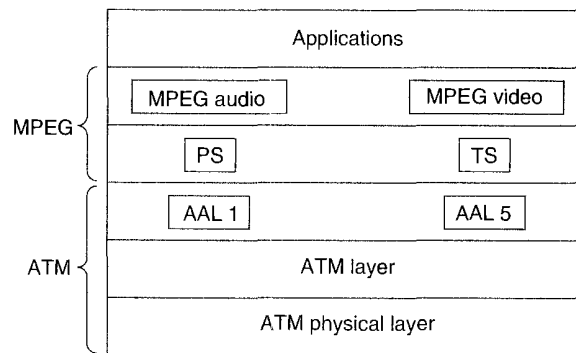 Applications
MPEG audio
MPEG video
MPEG
PS
TS
AAL 1
AAL 5
ATM
ATM layer
ATM physical layer